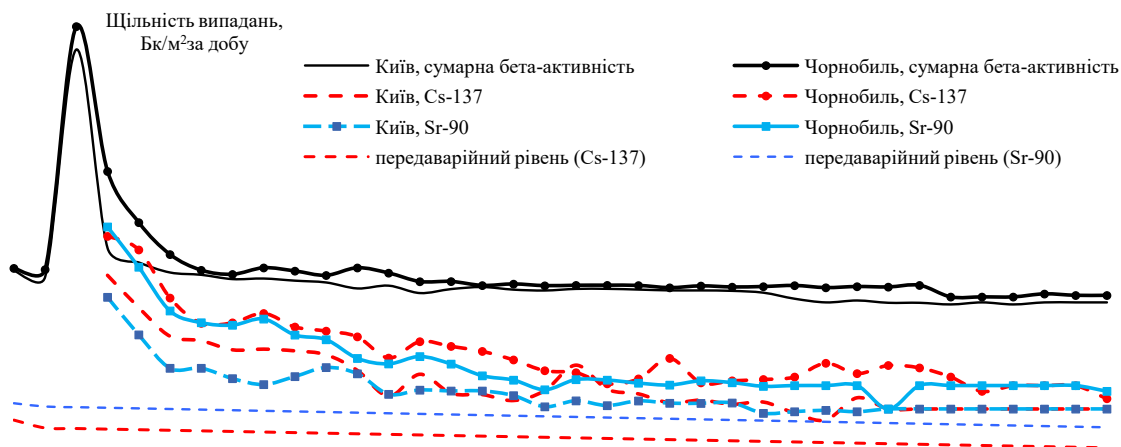 Щільність випадань,
Бк/м²за добу
Київ, сумарна бета-активність
Чорнобиль, сумарна бета-активність
Київ, Cs-137
Чорнобиль, Cs-137
Київ, Sr-90
Чорнобиль, Sr-90
передаварійний рівень (Cs-137)
передаварійний рівень (Sr-90)